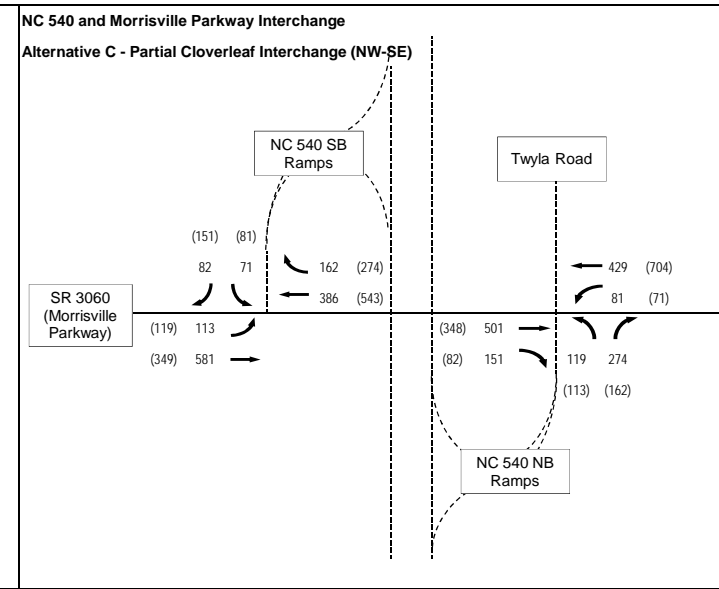 NC 540 and Morrisville Parkway Interchange
Alternative C - Partial Cloverleaf Interchange (NW-SE)
NC 540 SB
Ramps
Twyla Road
(151) (81)
82 71
162 (274)
386 (543)
429 (704)
81 (71)
SR 3060
(Morrisville
Parkway)
(119) 113
(349) 581
(348) 501
(82) 151
119 274
(113) (162)
NC 540 NB
Ramps